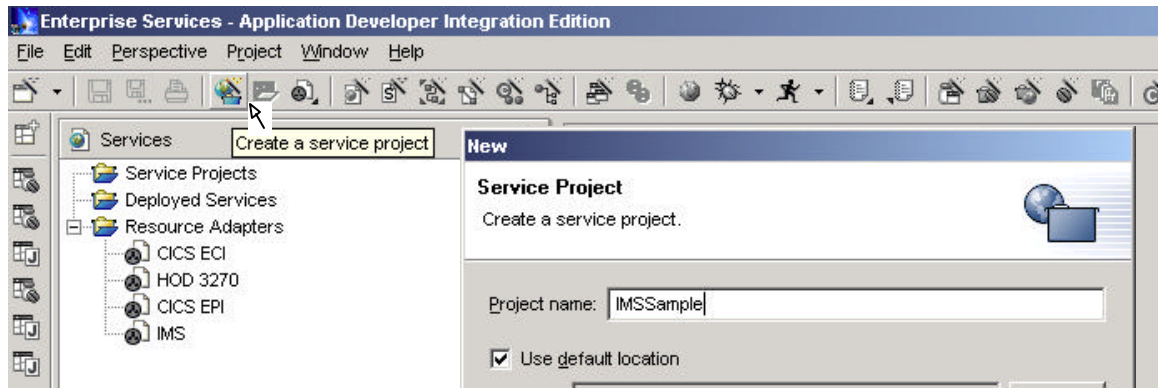 Enterprise Services - Application Developer Integration Edition
File Edit Perspective Project Window Help
Create a service project
Services
Service Projects
Deployed Services
Resource Adapters
CICS ECI
HOD 3270
CICS EPI
IMS
New
Service Project
Create a service project.
Project name: IMSSample
Use default location